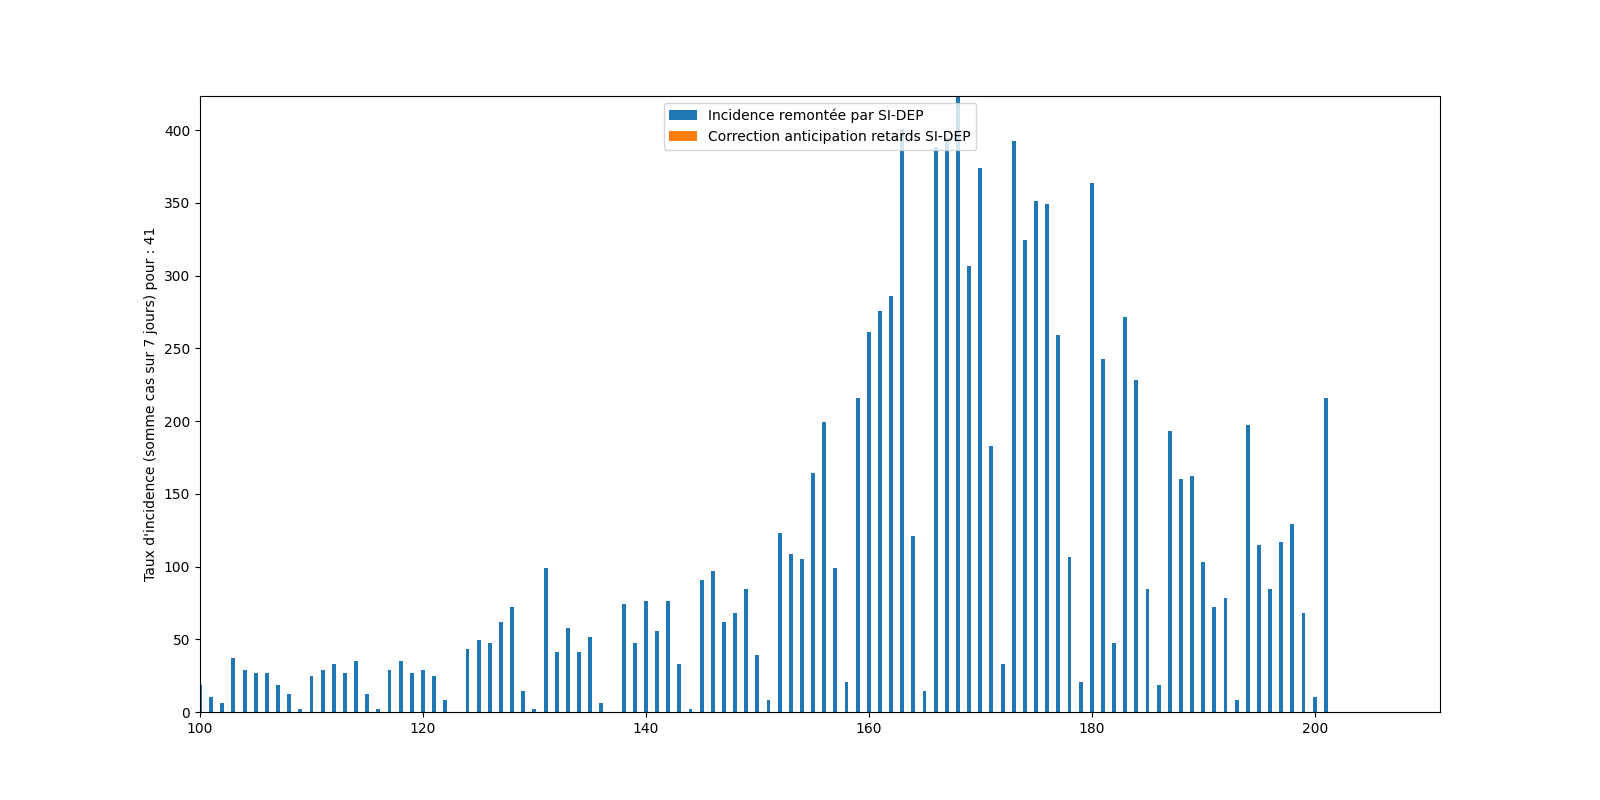 Incidence remontée par SI-DEP
Correction anticipation retards SI-DEP
Taux d'incidence (somme cas sur 7 jours) pour : 41
400
350
300
250
200
150
100
50
0
100 120 140 160 180 200